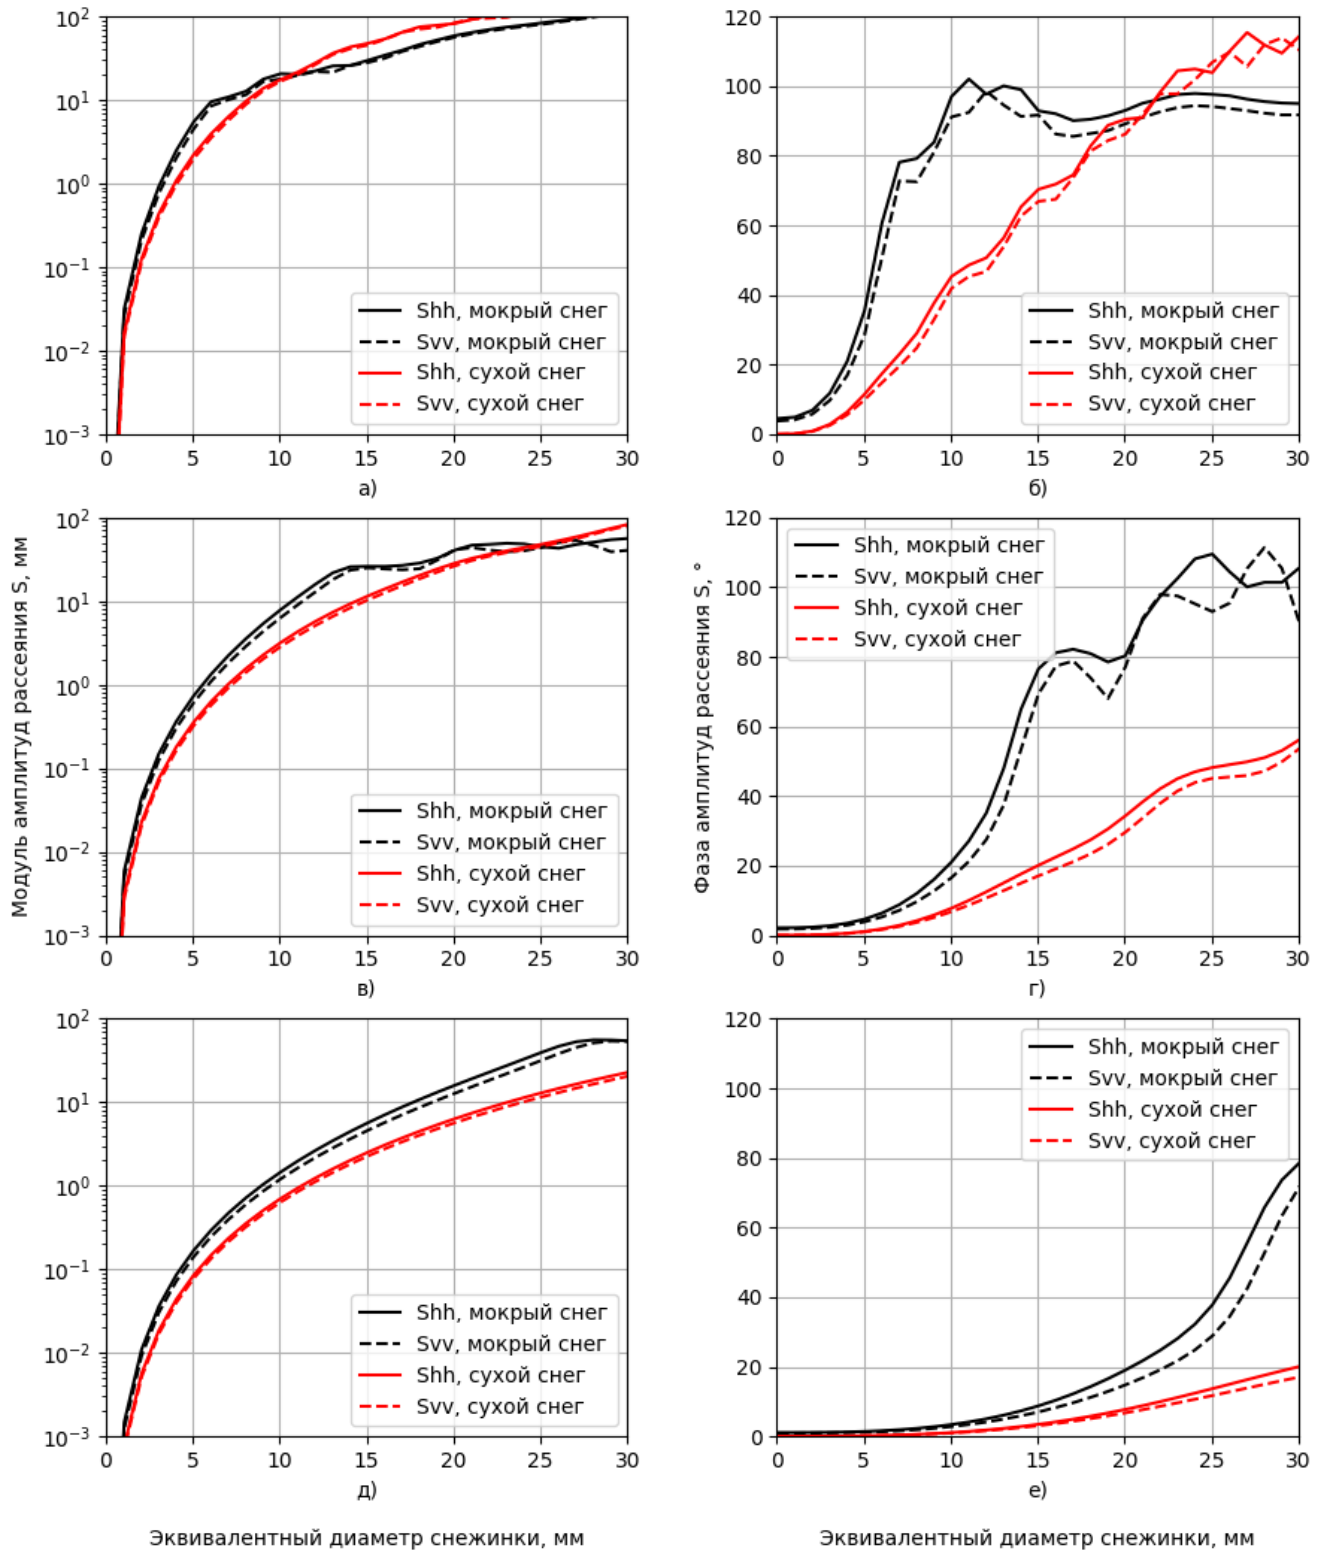 10²
10¹
10⁰
10⁻¹
10⁻²
10⁻³
0 5 10 15 20 25 30
Shh, мокрый снег
Svv, мокрый снег
Shh, сухой снег
Svv, сухой снег
а)
120
100
80
60
40
20
0
0 5 10 15 20 25 30
Shh, мокрый снег
Svv, мокрый снег
Shh, сухой снег
Svv, сухой снег
б)
Модуль амплитуд рассеяния S, мм
10²
10¹
10⁰
10⁻¹
10⁻²
10⁻³
0 5 10 15 20 25 30
Shh, мокрый снег
Svv, мокрый снег
Shh, сухой снег
Svv, сухой снег
в)
Фаза амплитуд рассеяния S, °
120
100
80
60
40
20
0
0 5 10 15 20 25 30
Shh, мокрый снег
Svv, мокрый снег
Shh, сухой снег
Svv, сухой снег
г)
10²
10¹
10⁰
10⁻¹
10⁻²
10⁻³
0 5 10 15 20 25 30
Shh, мокрый снег
Svv, мокрый снег
Shh, сухой снег
Svv, сухой снег
д)
Эквивалентный диаметр снежинки, мм
120
100
80
60
40
20
0
0 5 10 15 20 25 30
Shh, мокрый снег
Svv, мокрый снег
Shh, сухой снег
Svv, сухой снег
е)
Эквивалентный диаметр снежинки, мм